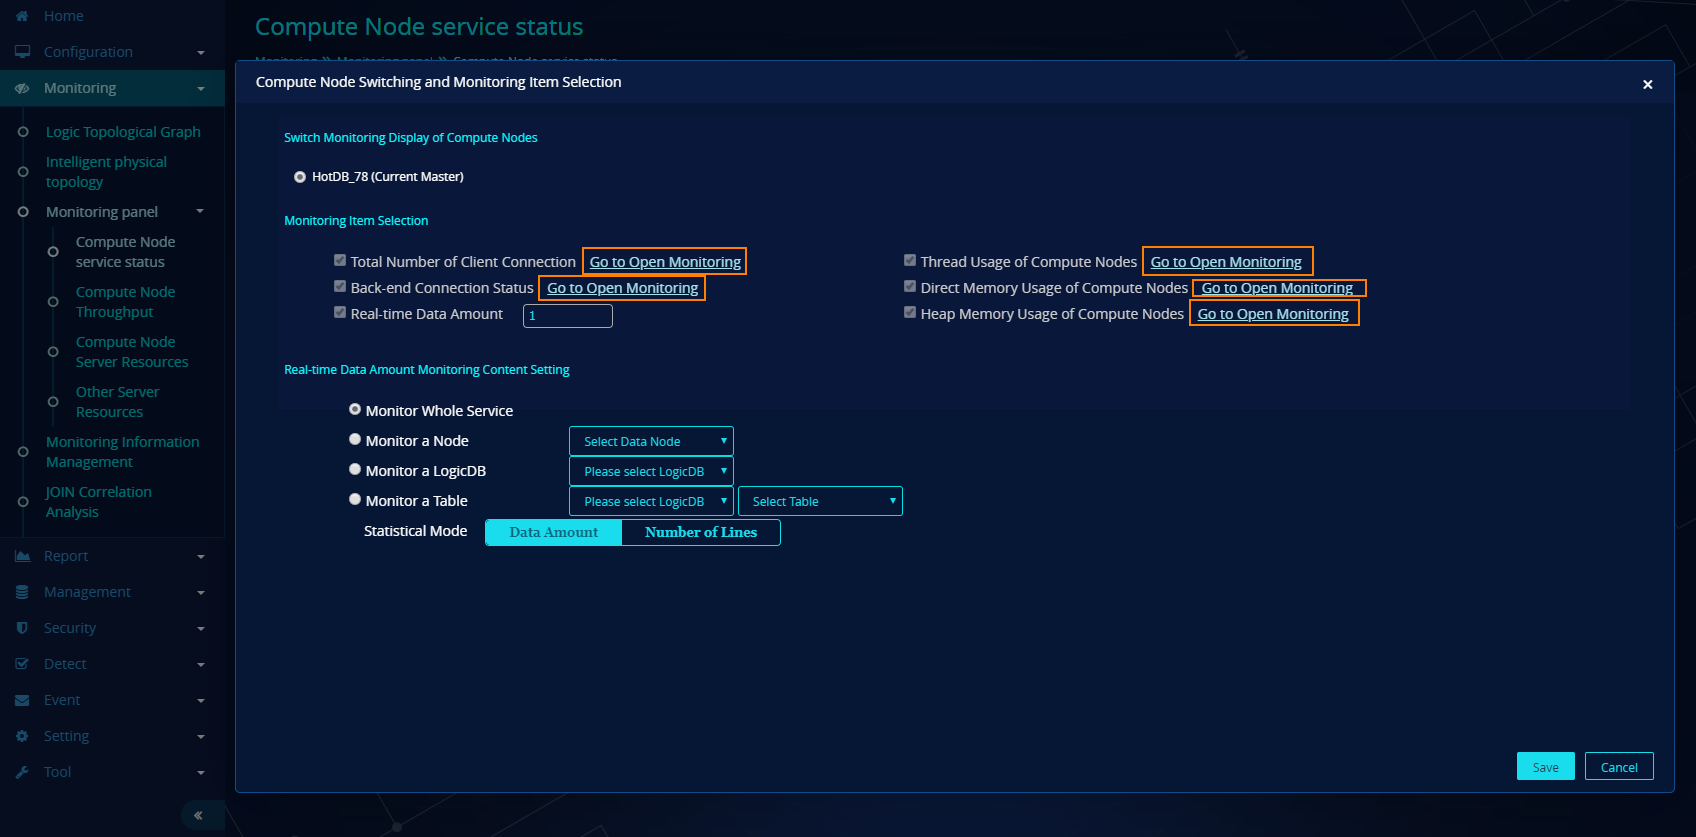 Home
Configuration
Monitoring
Logic Topological Graph
Intelligent physical
topology
Monitoring panel
Compute Node
service status
Compute Node
Throughput
Compute Node
Server Resources
Other Server
Resources
Monitoring Information
Management
JOIN Correlation
Analysis
Report
Management
Security
Detect
Event
Setting
Tool
«
Compute Node service status
Monitoring » Monitoring panel » Compute Node service status
Compute Node Switching and Monitoring Item Selection ×
Switch Monitoring Display of Compute Nodes
HotDB_78 (Current Master)
Monitoring Item Selection
Total Number of Client Connection Go to Open Monitoring
Thread Usage of Compute Nodes Go to Open Monitoring
Back-end Connection Status Go to Open Monitoring
Direct Memory Usage of Compute Nodes Go to Open Monitoring
Real-time Data Amount 1
Heap Memory Usage of Compute Nodes Go to Open Monitoring
Real-time Data Amount Monitoring Content Setting
Monitor Whole Service
Monitor a Node Select Data Node
Monitor a LogicDB Please select LogicDB
Monitor a Table Please select LogicDB Select Table
Statistical Mode Data Amount Number of Lines
Save Cancel